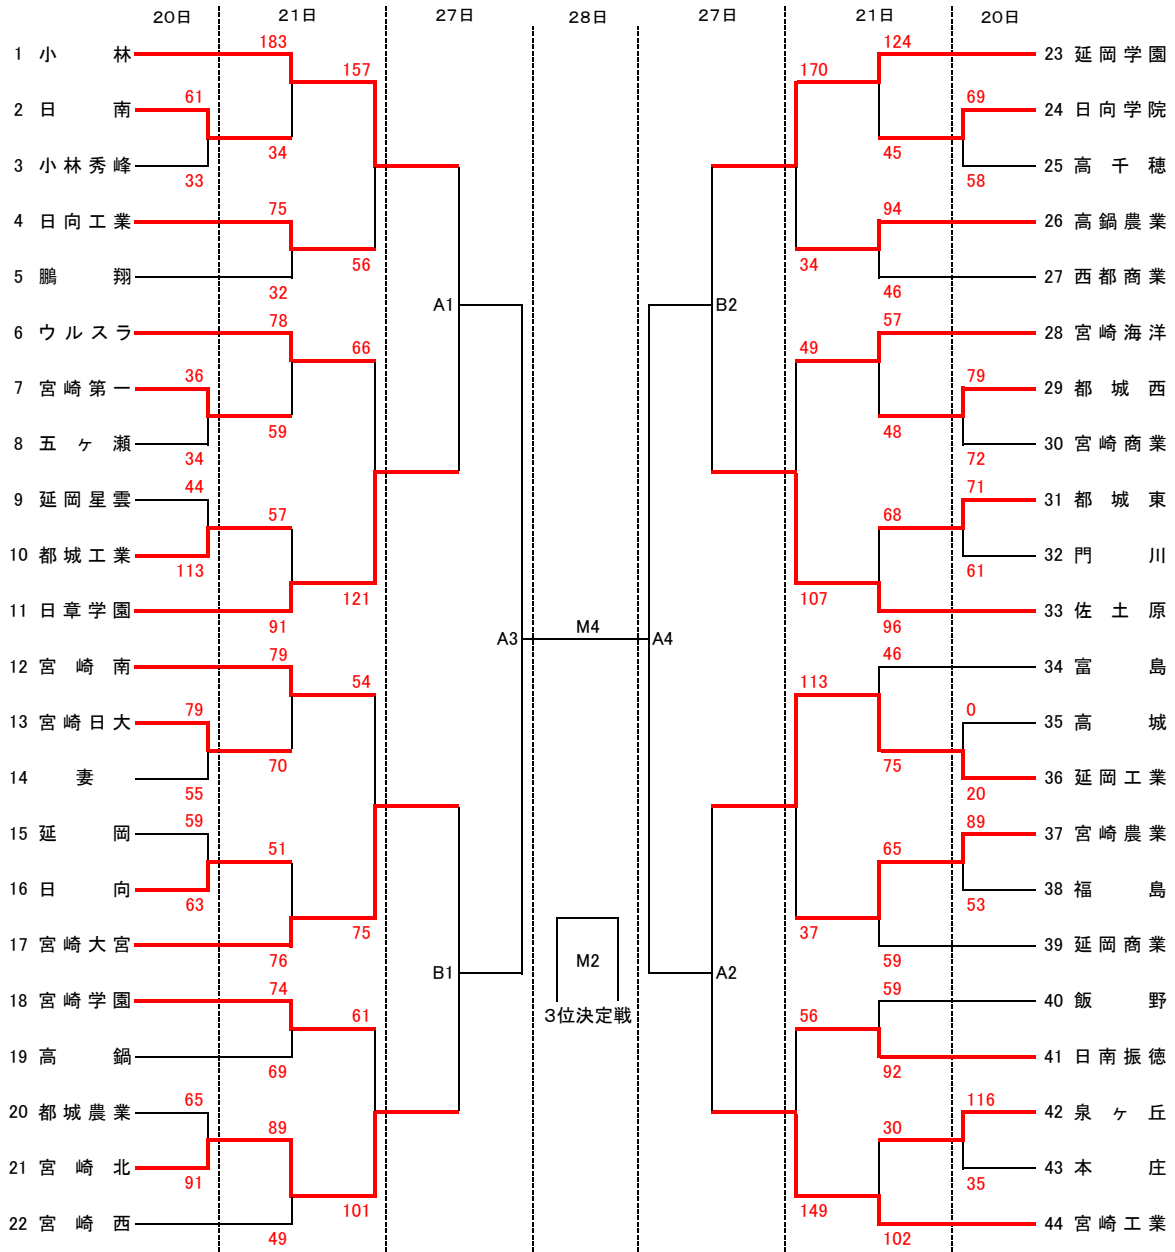 20日 21日 27日 28日 27日 21日 20日
183 124
1 小林 23 延岡学園
157 170
61 69
2 日南 24 日向学院
34 45
3 小林秀峰 25 高千穂
33 58
75 94
4 日向工業 26 高鍋農業
56 34
5 鵬翔 27 西都商業
32 46
A1 B2
78 57
6 ウルスラ 28 宮崎海洋
66 49
36 79
7 宮崎第一 29 都城西
59 48
8 五ヶ瀬 30 宮崎商業
34 72
44 71
9 延岡星雲 31 都城東
57 68
10 都城工業 32 門川
113 61
121 107
11 日章学園 33 佐土原
91 96
M4
A3 A4
79 46
12 宮崎南 34 富島
54 113
79 0
13 宮崎日大 35 高城
70 75
14 妻 36 延岡工業
55 20
59 89
15 延岡 37 宮崎農業
51 65
16 日向 38 福島
63 53
75 37
17 宮崎大宮 39 延岡商業
76 59
B1 M2 A2
74 59
18 宮崎学園 40 飯野
3位決定戦
61 56
19 高鍋 41 日南振徳
69 92
65 116
20 都城農業 42 泉ヶ丘
89 30
21 宮崎北 43 本庄
91 35
101 149
22 宮崎西 44 宮崎工業
49 102